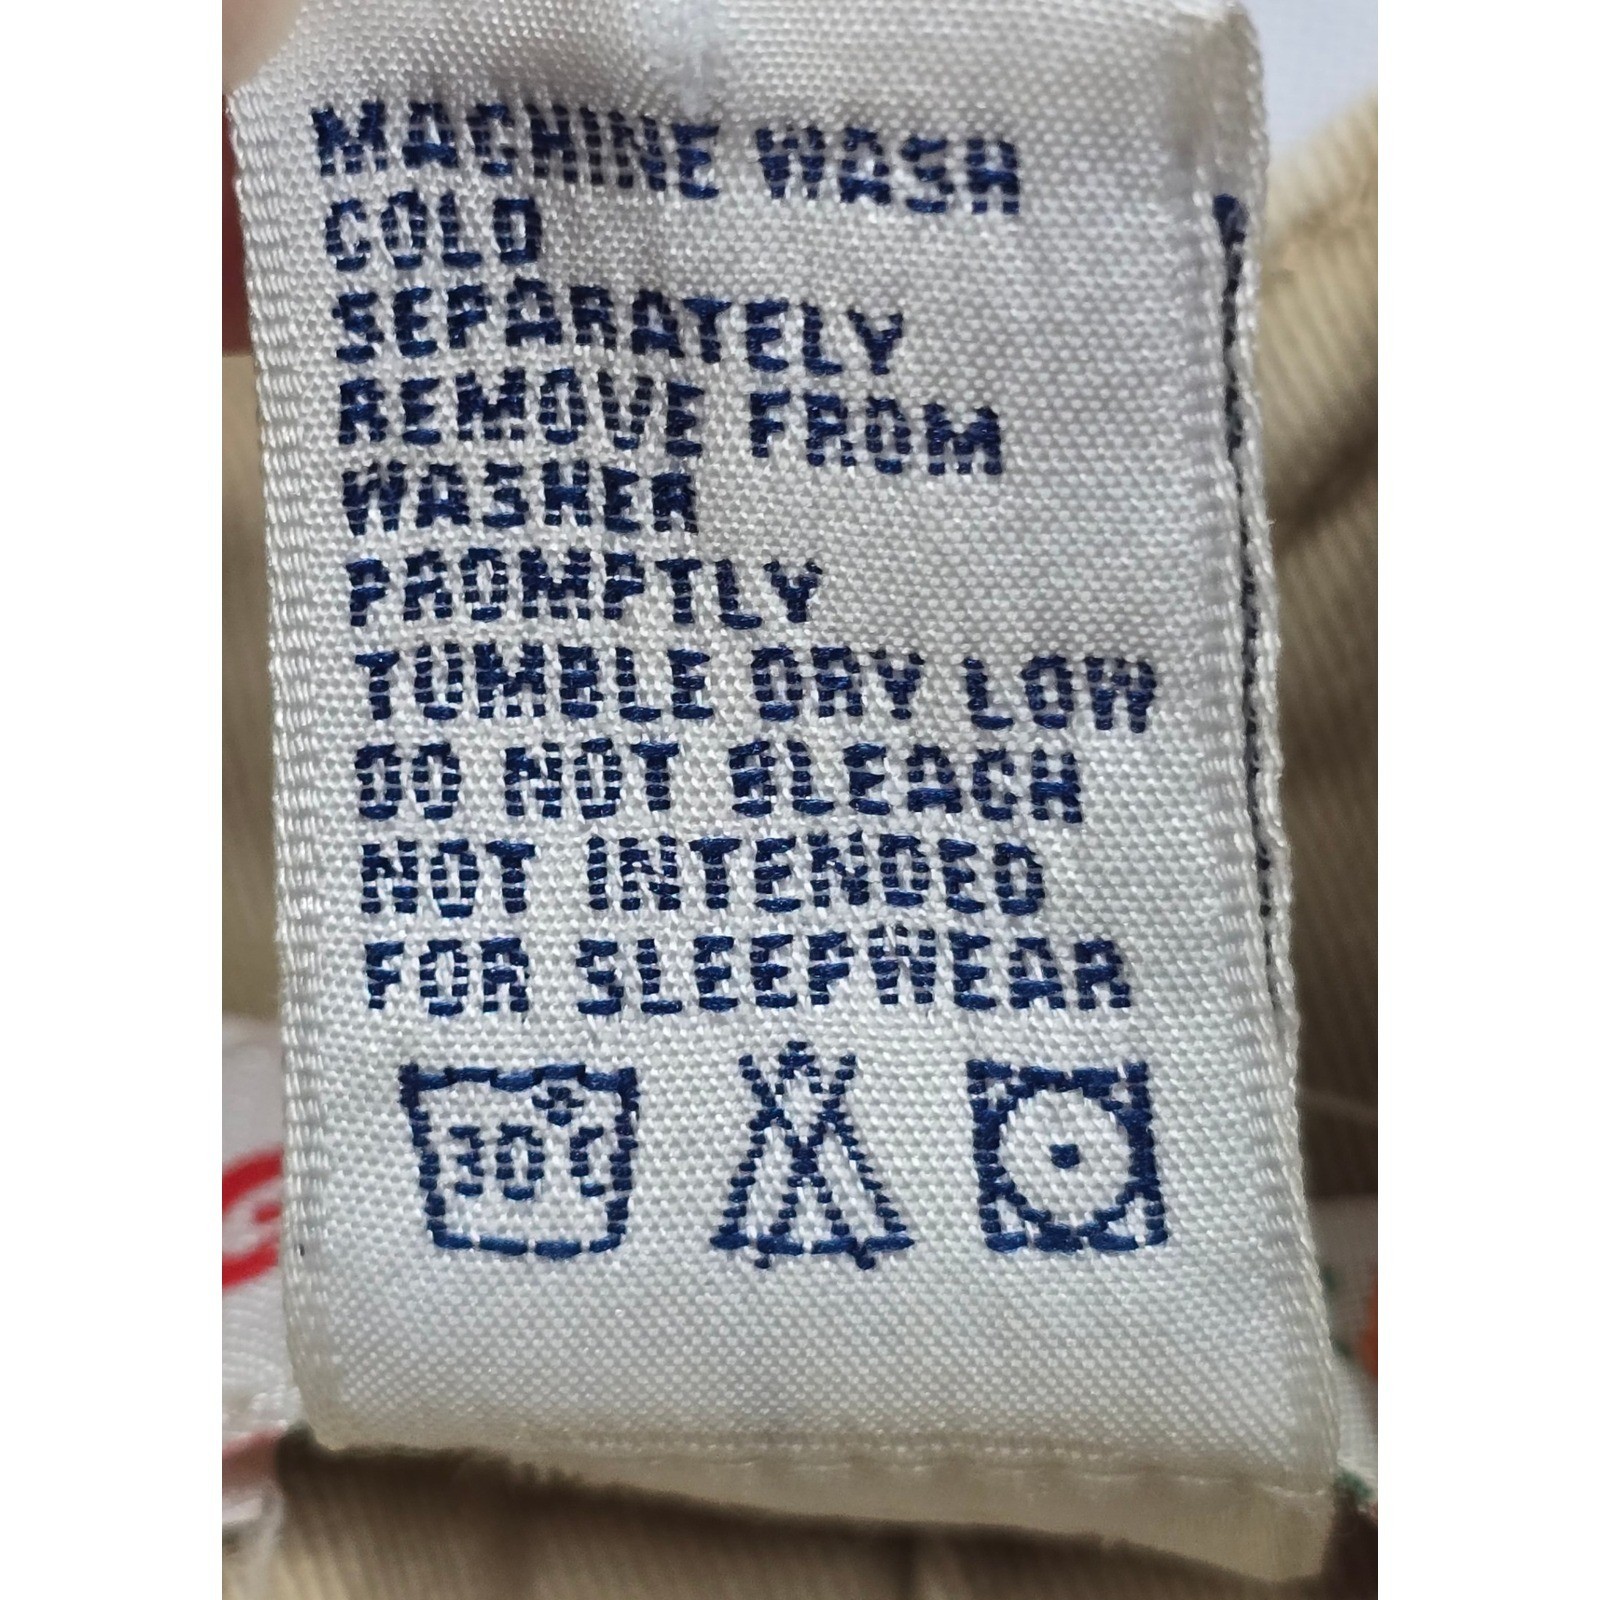 MACHINE WASH
COLD
SEPARATELY
REMOVE FROM
WASHER
PROMPTLY
TUMBLE DRY LOW
DO NOT BLEACH
NOT INTENDED
FOR SLEEPWEAR
30°C